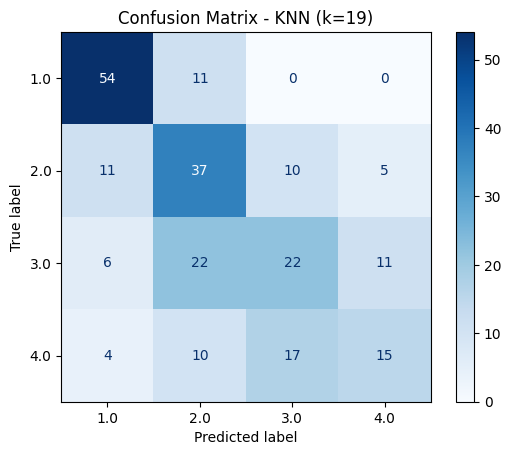 Confusion Matrix - KNN (k=19)
1.0 54 11 0 0
2.0 11 37 10 5
3.0 6 22 22 11
4.0 4 10 17 15
1.0 2.0 3.0 4.0
Predicted label
True label
50
40
30
20
10
0